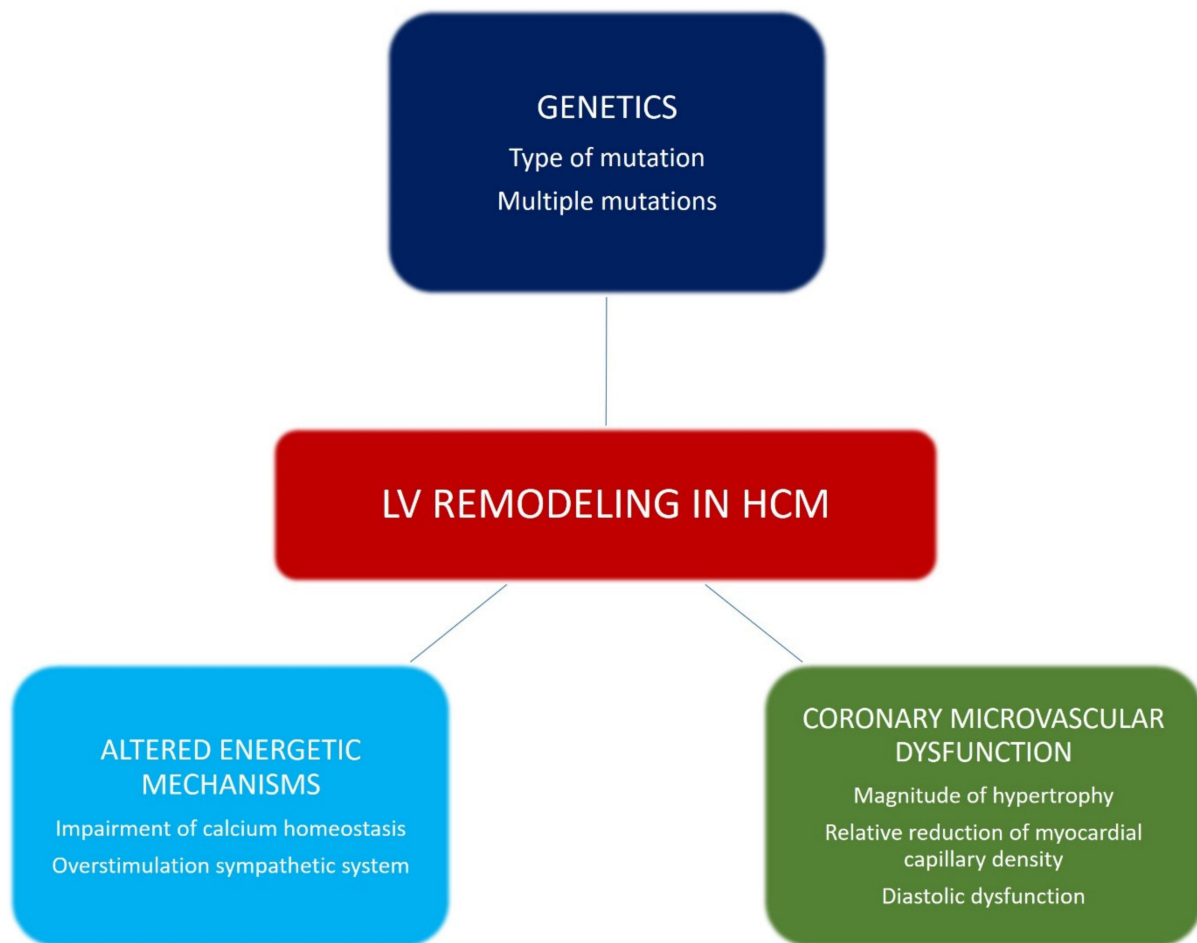 GENETICS
Type of mutation
Multiple mutations
LV REMODELING IN HCM
ALTERED ENERGETIC
MECHANISMS
Impairment of calcium homeostasis
Overstimulation sympathetic system
CORONARY MICROVASCULAR
DYSFUNCTION
Magnitude of hypertrophy
Relative reduction of myocardial
capillary density
Diastolic dysfunction